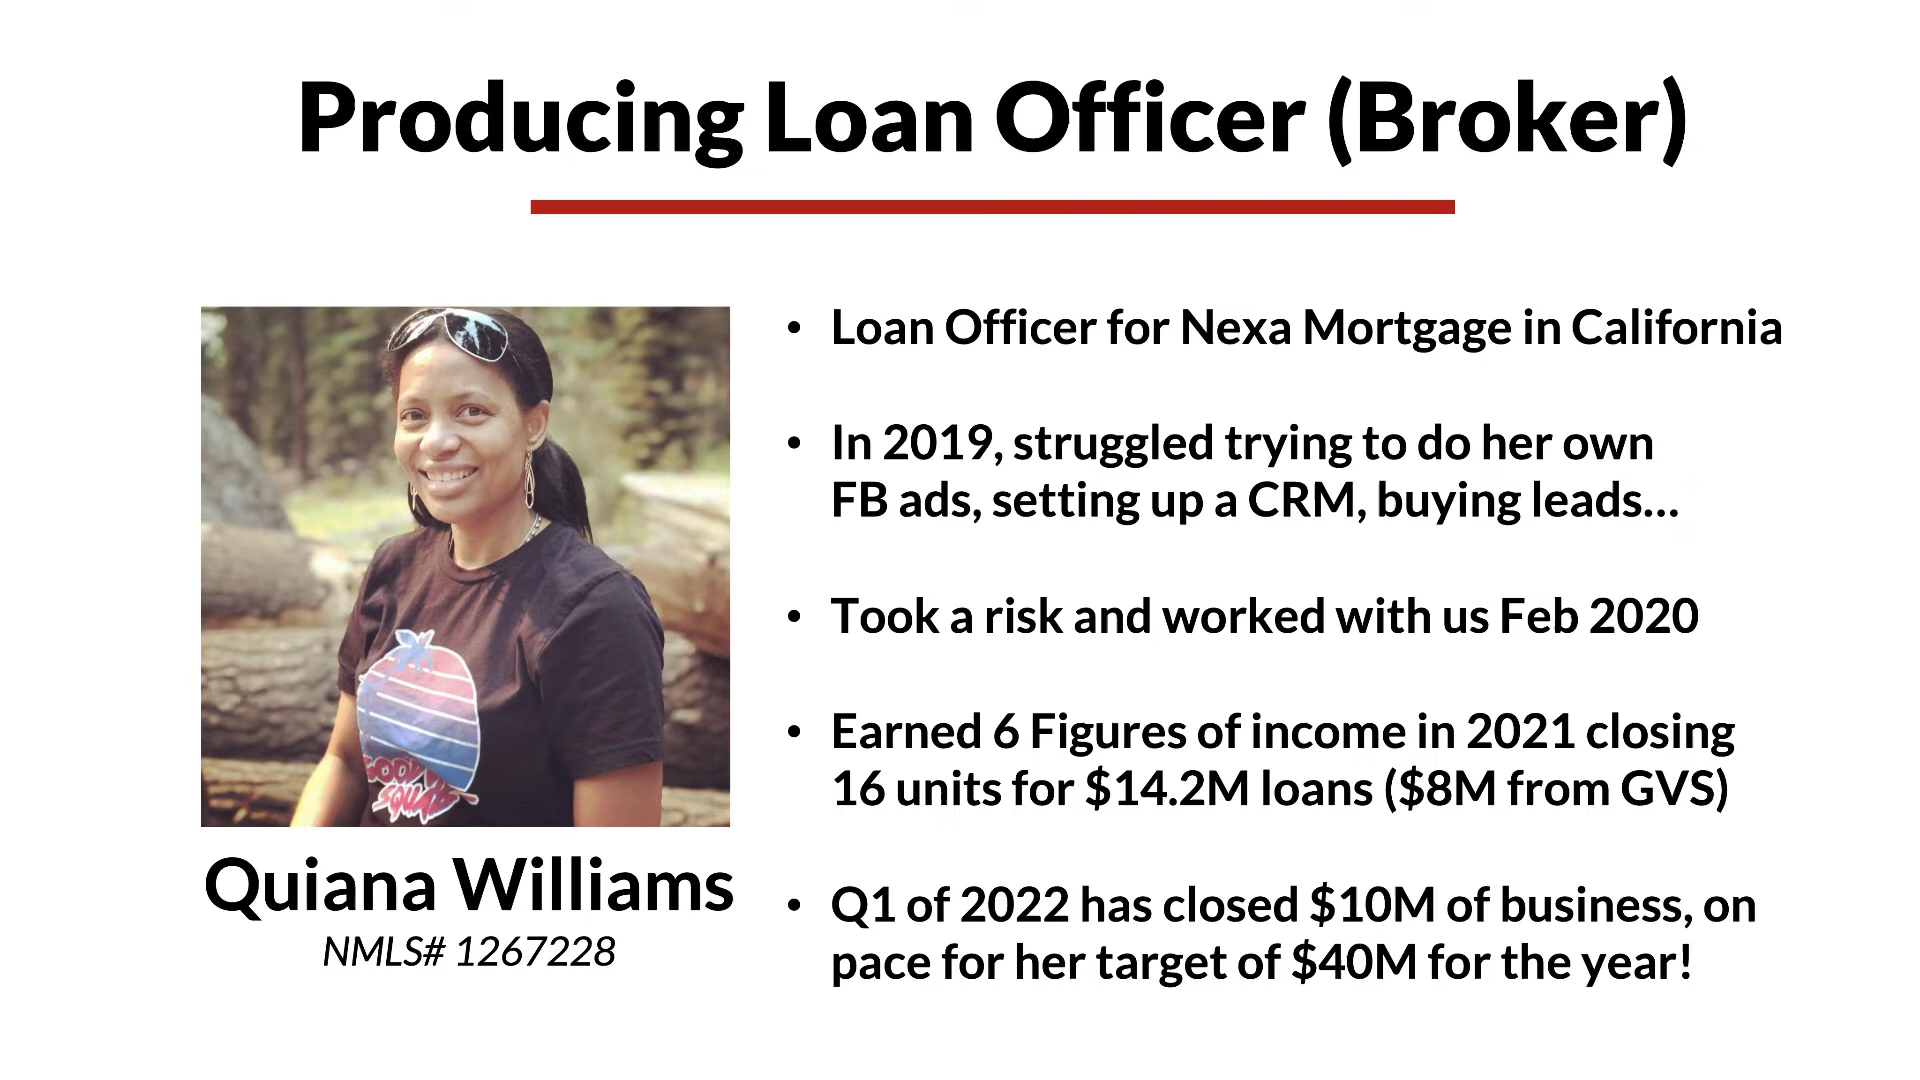 Producing Loan Officer (Broker)
• Loan Officer for Nexa Mortgage in California
• In 2019, struggled trying to do her own
FB ads, setting up a CRM, buying leads...
• Took a risk and worked with us Feb 2020
• Earned 6 Figures of income in 2021 closing
16 units for $14.2M loans ($8M from GVS)
• Q1 of 2022 has closed $10M of business, on
pace for her target of $40M for the year!
Quiana Williams
NMLS# 1267228